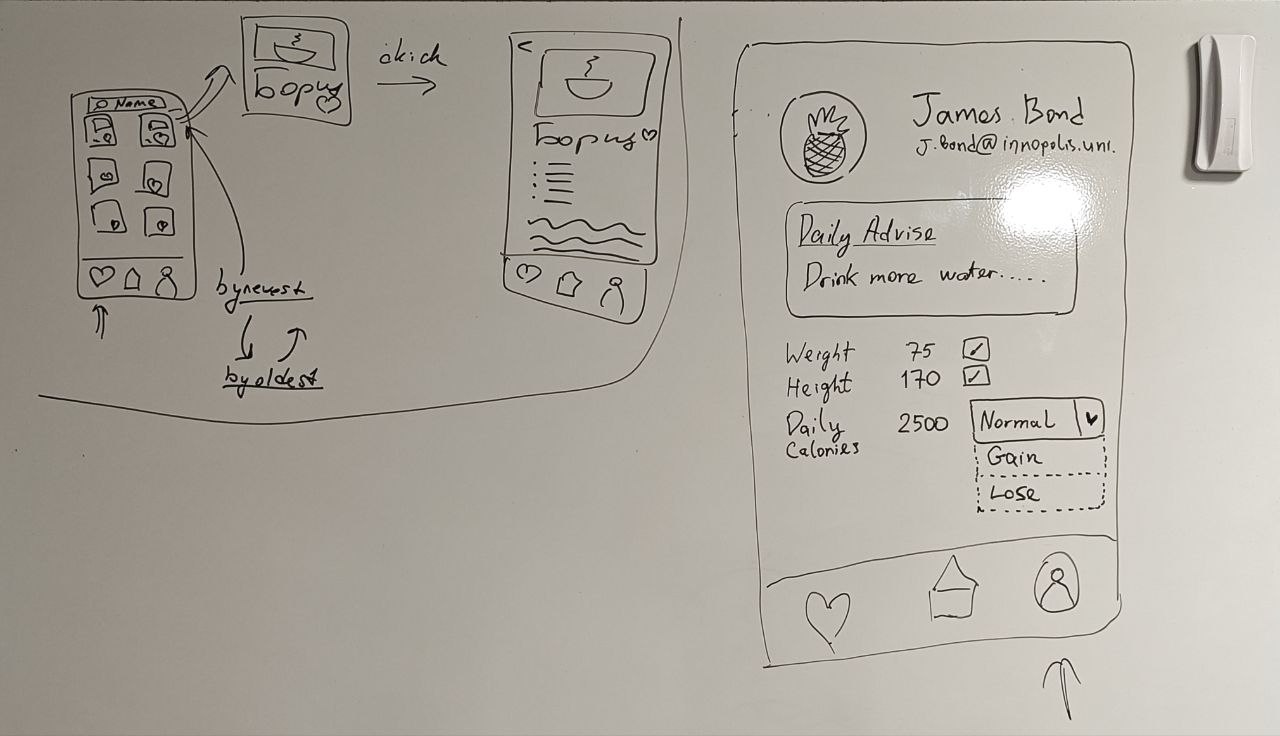 Name
борщ
click
борщ
by newest
by oldest
James Bond
J.Bond@innopolis.uni.
Daily Advise
Drink more water.....
Weight 75
Height 170
Daily 2500 Normal
Calories
Gain
Lose